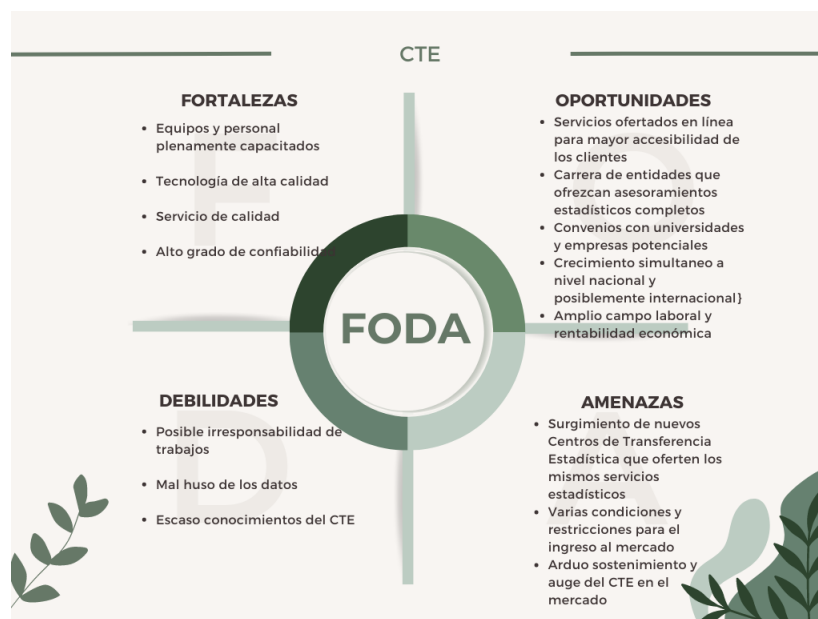 CTE
FORTALEZAS
• Equipos y personal
plenamente capacitados
• Tecnología de alta calidad
• Servicio de calidad
• Alto grado de confiabilidad
OPORTUNIDADES
• Servicios ofertados en línea
para mayor accesibilidad de
los clientes
• Carrera de entidades que
ofrezcan asesoramientos
estadísticos completos
• Convenios con universidades
y empresas potenciales
• Crecimiento simultaneo a
nivel nacional y
posiblemente internacional}
• Amplio campo laboral y
rentabilidad económica
FODA
DEBILIDADES
• Posible irresponsabilidad de
trabajos
• Mal huso de los datos
• Escaso conocimientos del CTE
AMENAZAS
• Surgimiento de nuevos
Centros de Transferencia
Estadística que oferten los
mismos servicios
estadísticos
• Varias condiciones y
restricciones para el
ingreso al mercado
• Arduo sostenimiento y
auge del CTE en el
mercado
F
O
D
A